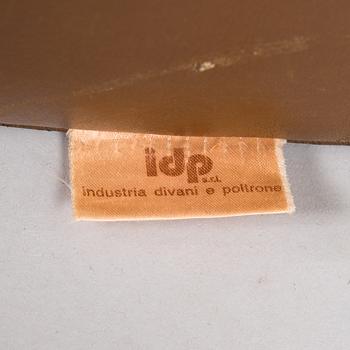 idp
s.r.l.
industria divani e poltrone